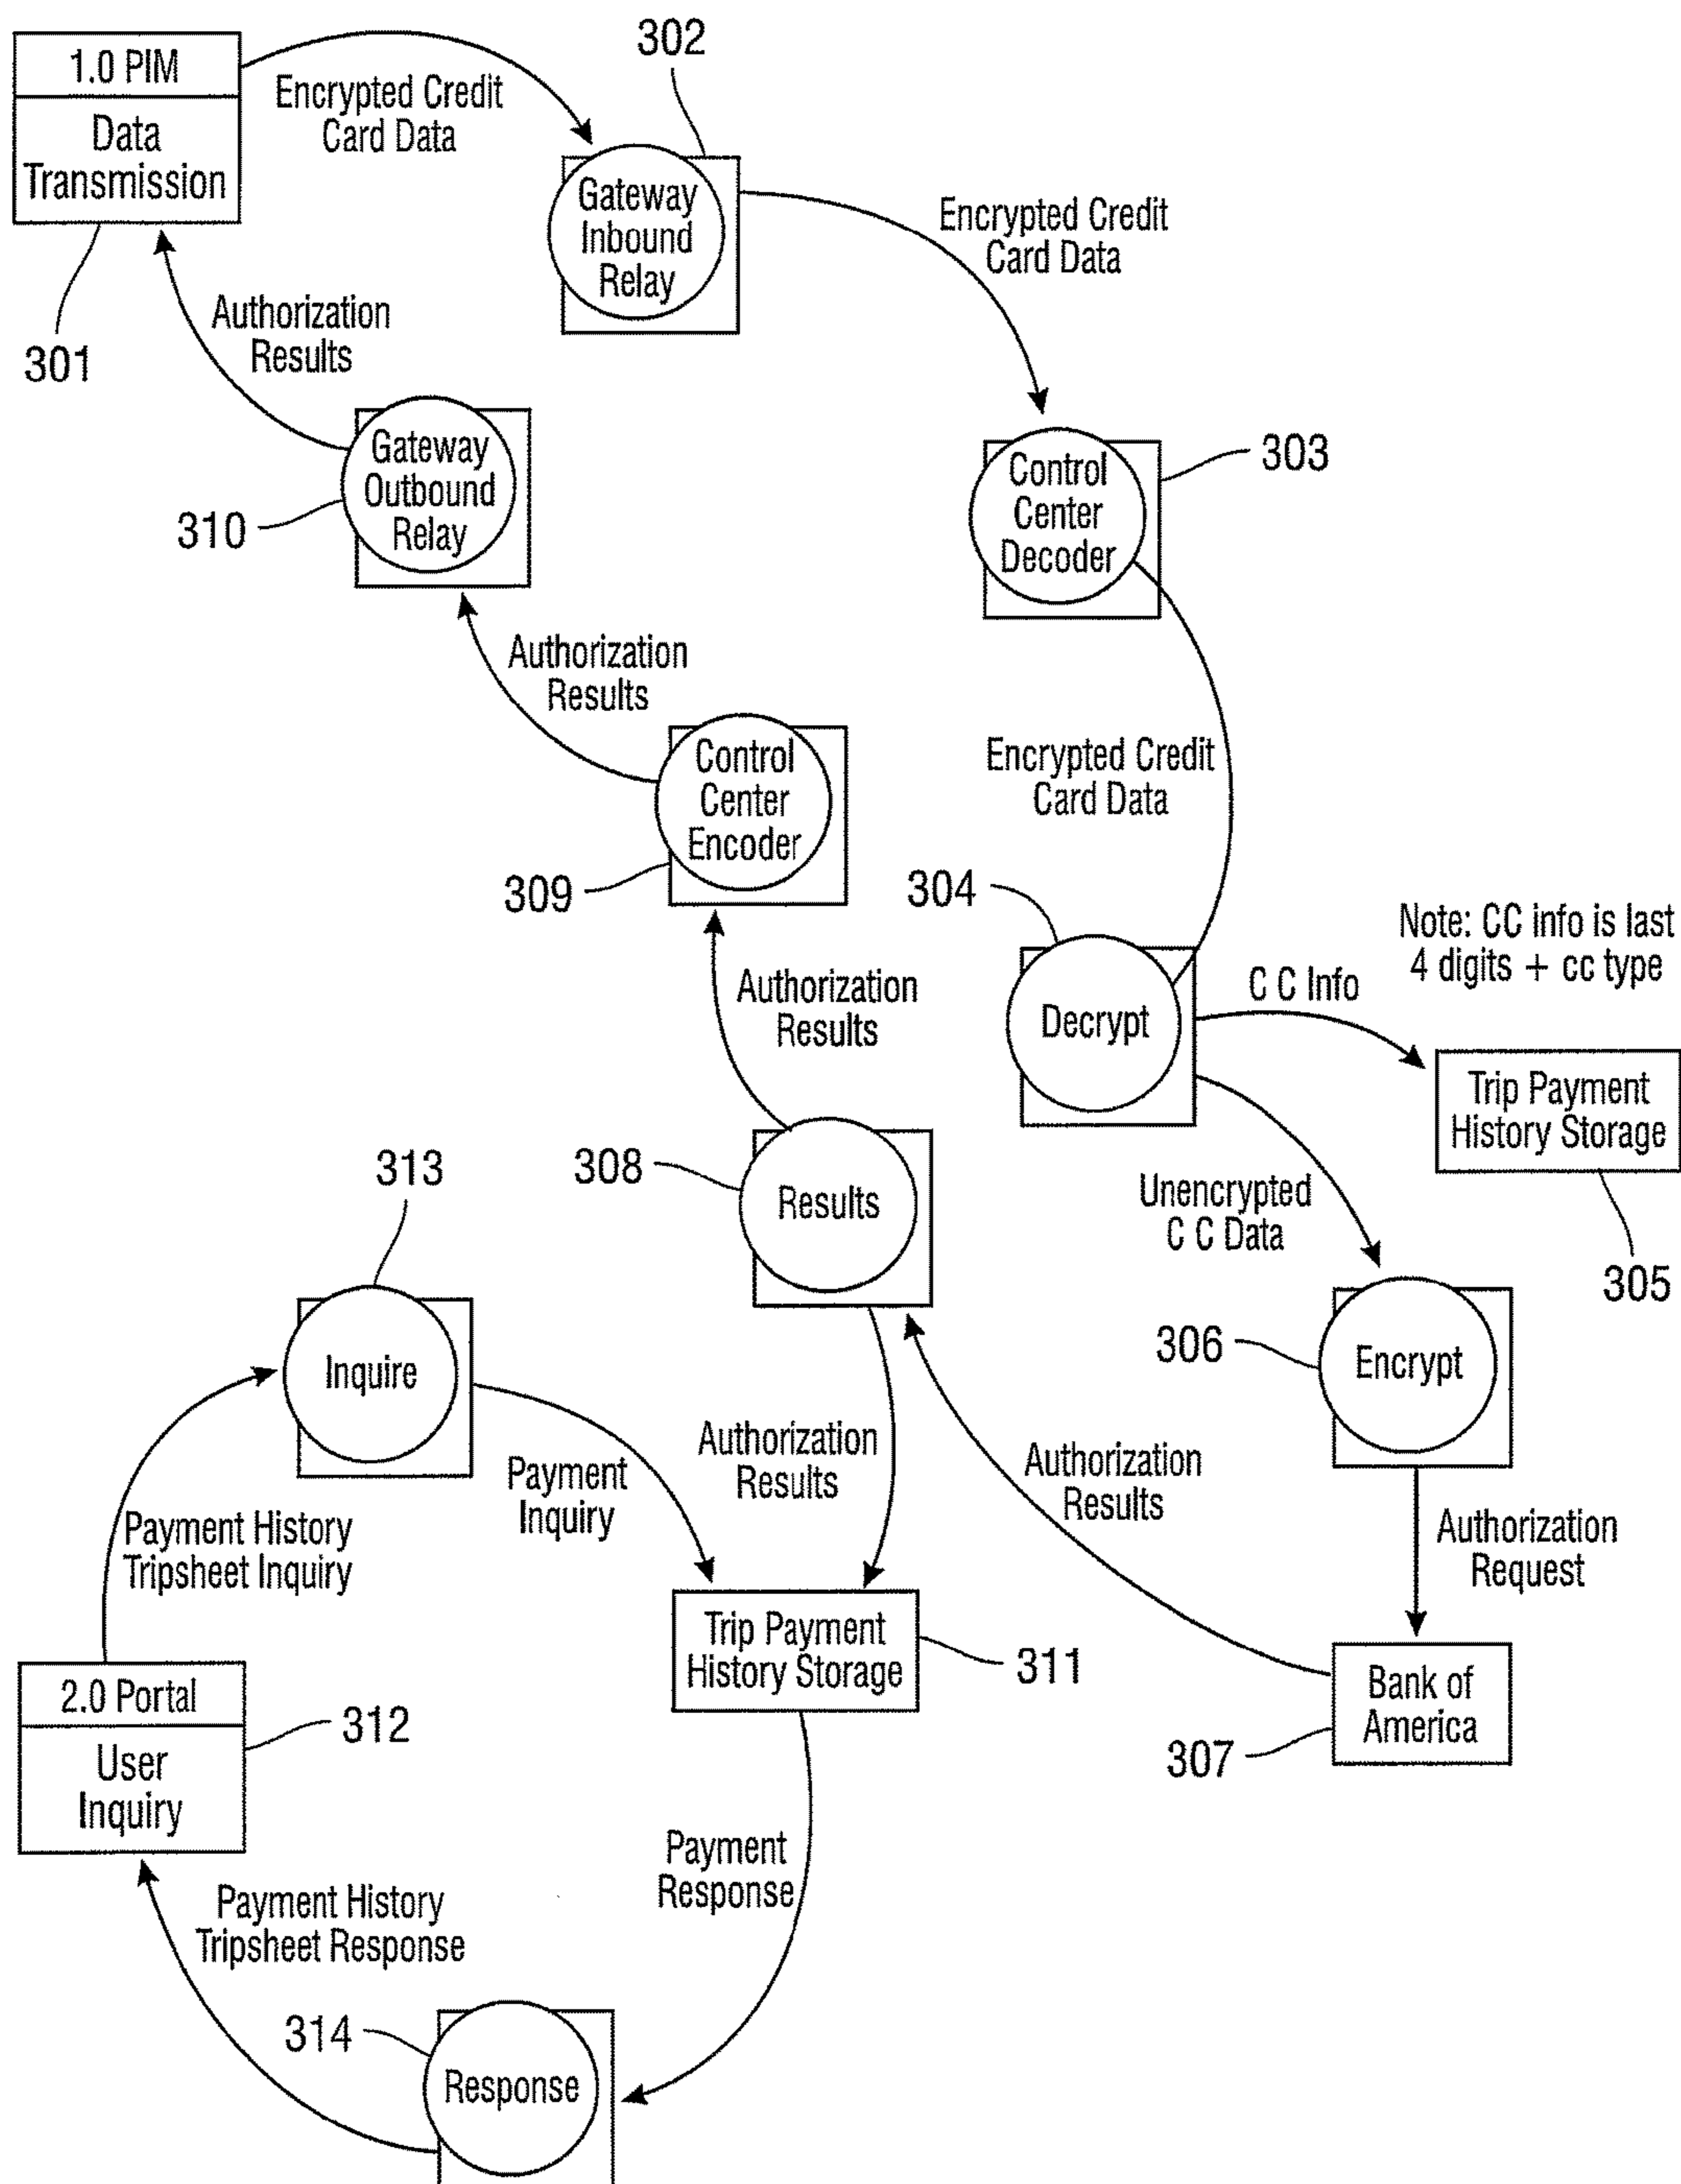 302
1.0 PIM
Data
Transmission
301
Encrypted Credit
Card Data
Gateway
Inbound
Relay
Encrypted Credit
Card Data
Authorization
Results
Gateway
Outbound
Relay
310
Control
Center
Decoder
303
Authorization
Results
Control
Center
Encoder
309
Encrypted Credit
Card Data
304
Decrypt
C C Info
Note: CC info is last
4 digits + cc type
Trip Payment
History Storage
305
Authorization
Results
308
Results
Unencrypted
C C Data
306
Encrypt
313
Inquire
Payment
Inquiry
Authorization
Results
Authorization
Results
Authorization
Request
Payment History
Tripsheet Inquiry
Trip Payment
History Storage
311
Bank of
America
307
2.0 Portal
User
Inquiry
312
Payment
Response
Payment History
Tripsheet Response
314
Response